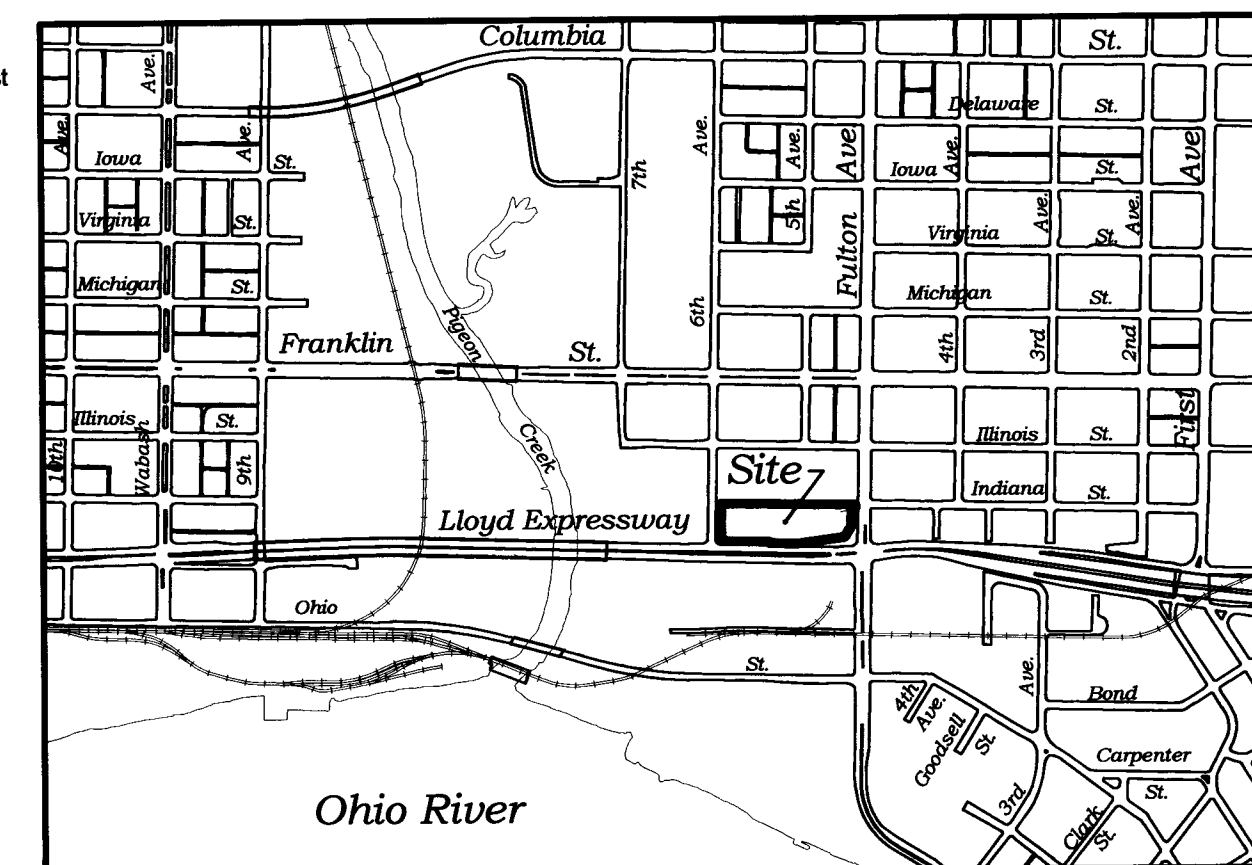 st
Columbia
St.
Ave.
Delaware
St.
Ave.
Ave.
Ave.
Ave.
Ave
Ave.
Ave
Iowa
St.
7th
Iowa
St.
Virginia
St.
5th
Fulton
Virginia
Ave.
St.
Ave.
Michigan
St.
6th
Michigan
St.
Pigeon
Franklin
St.
4th
3rd
2nd
Illinois
St.
Creek
Illinois
St.
First
10th
Wabash
9th
Site
Indiana
St.
Lloyd Expressway
Ohio
St.
4th
Ave.
Ave.
Bond
Goodsell
St.
Carpenter
St.
3rd
Clark
St.
Ohio River